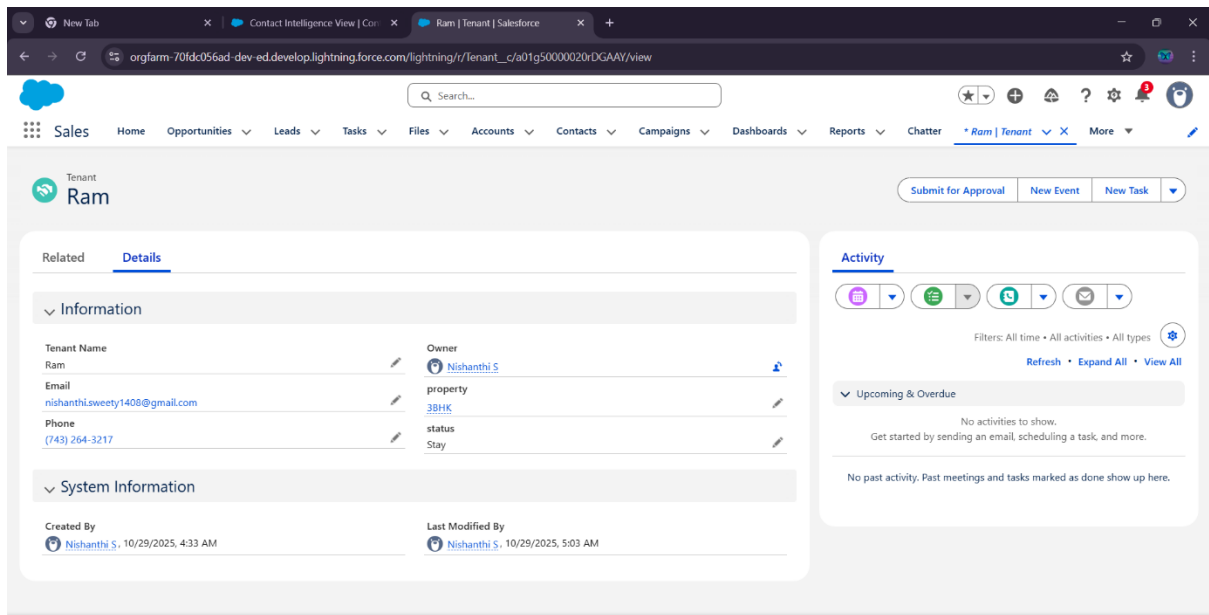 New Tab
Contact Intelligence View | Con
Ram | Tenant | Salesforce
orgfarm-70fdc056ad-dev-ed.develop.lightning.force.com/lightning/r/Tenant__c/a01g50000020rDGAAY/view
Search...
3
Sales Home Opportunities Leads Tasks Files Accounts Contacts Campaigns Dashboards Reports Chatter * Ram | Tenant More
Tenant
Ram
Submit for Approval New Event New Task
Related Details
Information
Tenant Name
Ram
Owner
Nishanthi S
Email
nishanthi.sweety1408@gmail.com
property
3BHK
Phone
(743) 264-3217
status
Stay
System Information
Created By
Nishanthi S, 10/29/2025, 4:33 AM
Last Modified By
Nishanthi S, 10/29/2025, 5:03 AM
Activity
Filters: All time • All activities • All types
Refresh • Expand All • View All
Upcoming & Overdue
No activities to show.
Get started by sending an email, scheduling a task, and more.
No past activity. Past meetings and tasks marked as done show up here.